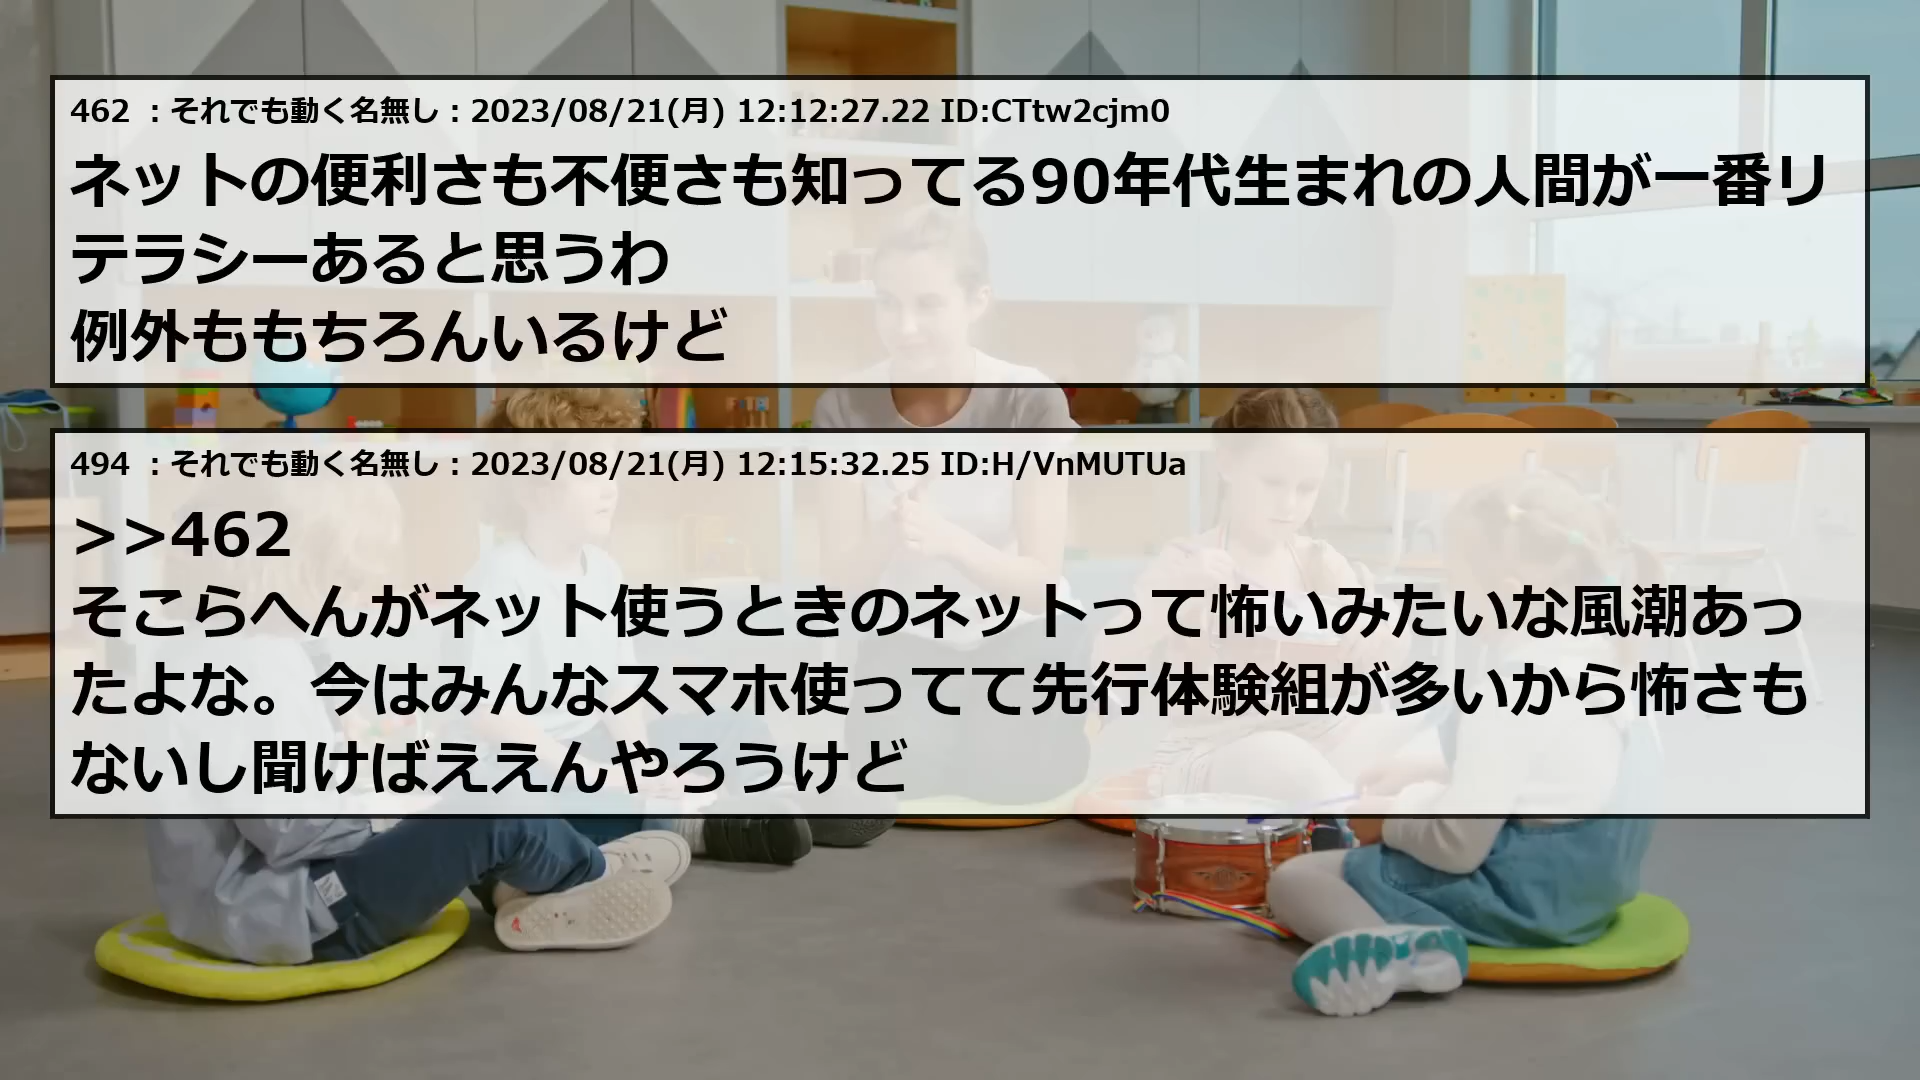 462 ：それでも動く名無し：2023/08/21(月) 12:12:27.22 ID:CTtw2cjm0
ネットの便利さも不便さも知ってる90年代生まれの人間が一番リ
テラシーあると思うわ
例外ももちろんいるけど
494 ：それでも動く名無し：2023/08/21(月) 12:15:32.25 ID:H/VnMUTUa
>>462
そこらへんがネット使うときのネットって怖いみたいな風潮あっ
たよな。今はみんなスマホ使ってて先行体験組が多いから怖さも
ないし聞けばええんやろうけど